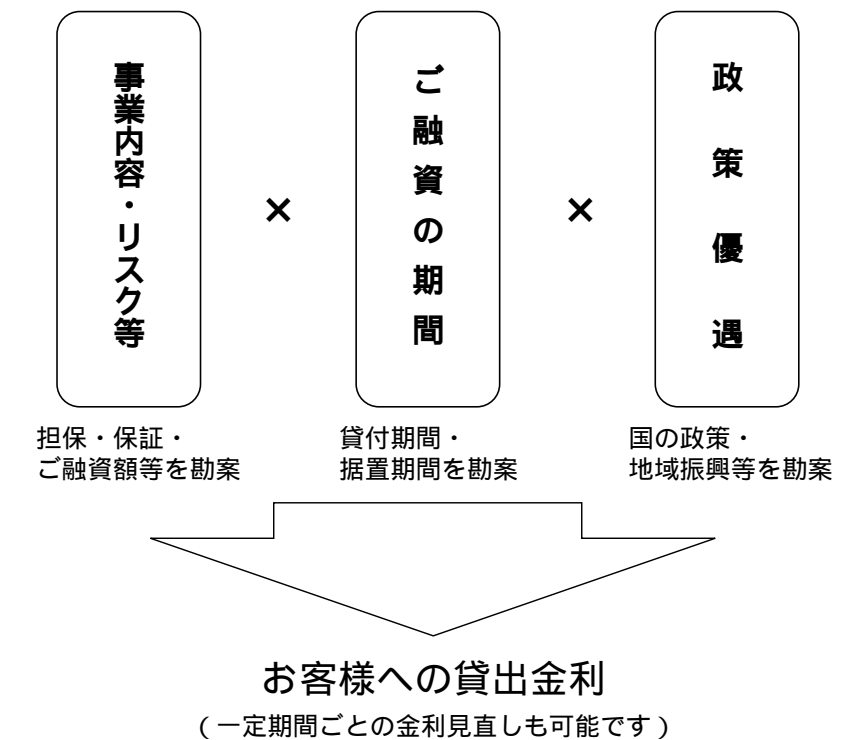 事業内容・リスク等
×
ご融資の期間
×
政策優遇
担保・保証・
ご融資額等を勘案
貸付期間・
据置期間を勘案
国の政策・
地域振興等を勘案
お客様への貸出金利
（一定期間ごとの金利見直しも可能です）